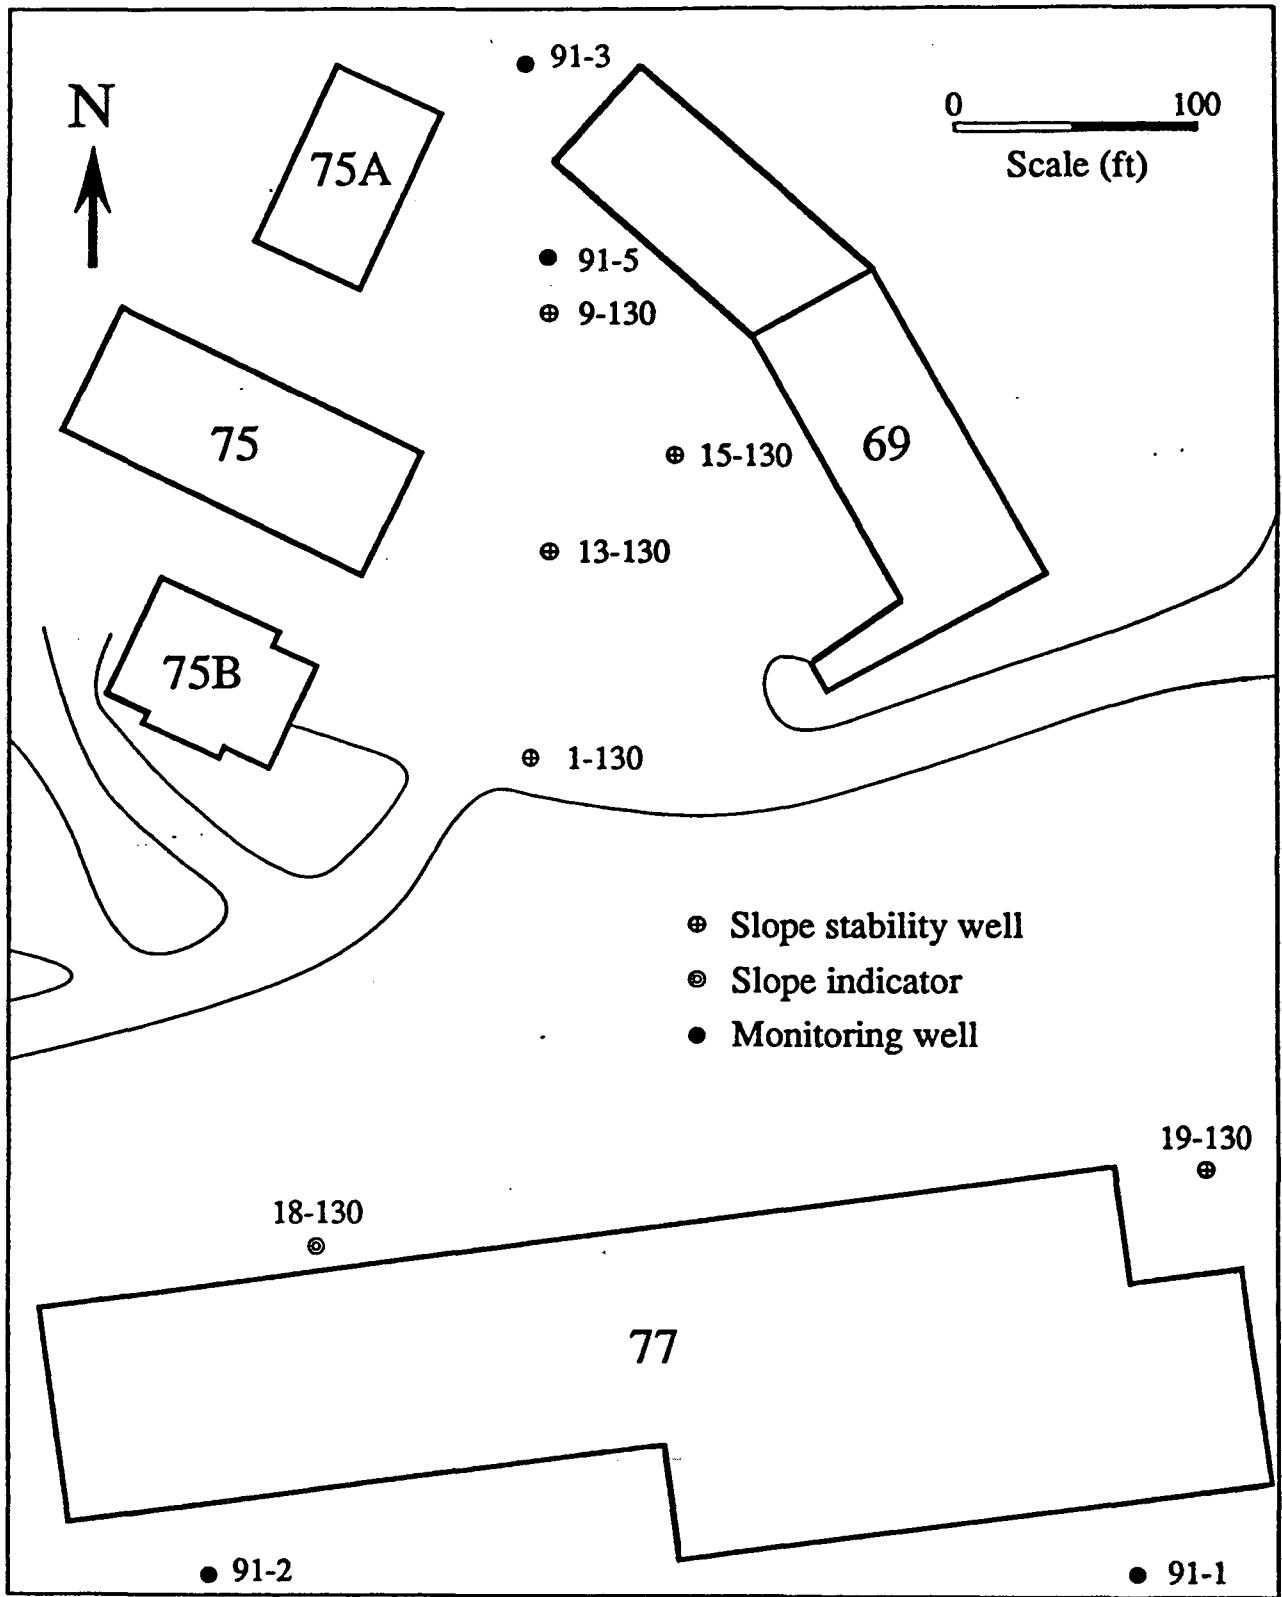 91-3
N
0 100
Scale (ft)
75A
91-5
9-130
75
69
15-130
13-130
75B
1-130
Slope stability well
Slope indicator
Monitoring well
19-130
18-130
77
91-2
91-1